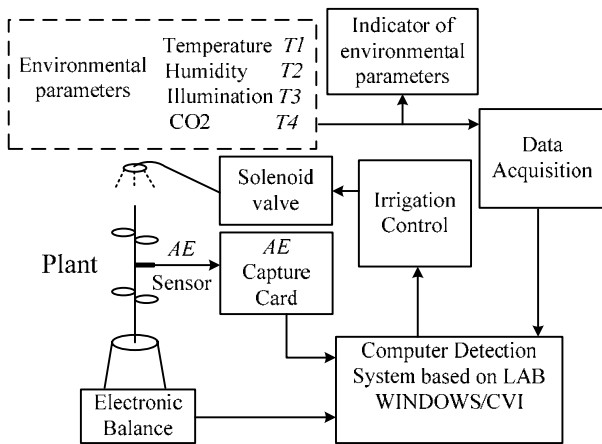 Environmental
parameters
Temperature T1
Humidity T2
Illumination T3
CO2 T4
Indicator of
environmental
parameters
Data
Acquisition
Solenoid
valve
Irrigation
Control
Plant
AE
Sensor
AE
Capture
Card
Computer Detection
System based on LAB
WINDOWS/CVI
Electronic
Balance